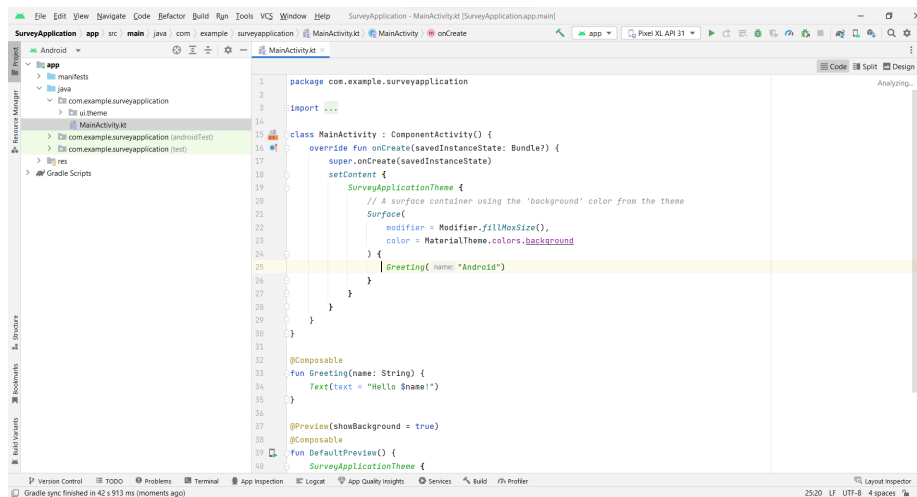 File Edit View Navigate Code Refactor Build Run Tools VCS Window Help SurveyApplication - MainActivity.kt [SurveyApplication.app.main]
SurveyApplication app src main java com example surveyapplication MainActivity.kt MainActivity onCreate app Pixel XL API 31
Android MainActivity.kt
Code Split Design
Analyzing...
Project
Resource Manager
Structure
Bookmarks
Build Variants
app
manifests
java
com.example.surveyapplication
ui.theme
MainActivity.kt
com.example.surveyapplication (androidTest)
com.example.surveyapplication (test)
res
Gradle Scripts
1 package com.example.surveyapplication
2
3 import ...
14
15 class MainActivity : ComponentActivity() {
16 override fun onCreate(savedInstanceState: Bundle?) {
17 super.onCreate(savedInstanceState)
18 setContent {
19 SurveyApplicationTheme {
20 // A surface container using the 'background' color from the theme
21 Surface(
22 modifier = Modifier.fillMaxSize(),
23 color = MaterialTheme.colors.background
24 ) {
25 Greeting( name: "Android")
26 }
27 }
28 }
29 }
30 }
31
32 @Composable
33 fun Greeting(name: String) {
34 Text(text = "Hello $name!")
35 }
36
37 @Preview(showBackground = true)
38 @Composable
39 fun DefaultPreview() {
40 SurveyApplicationTheme {
Version Control TODO Problems Terminal App Inspection Logcat App Quality Insights Services Build Profiler Layout Inspector
Gradle sync finished in 42 s 913 ms (moments ago) 25:20 LF UTF-8 4 spaces